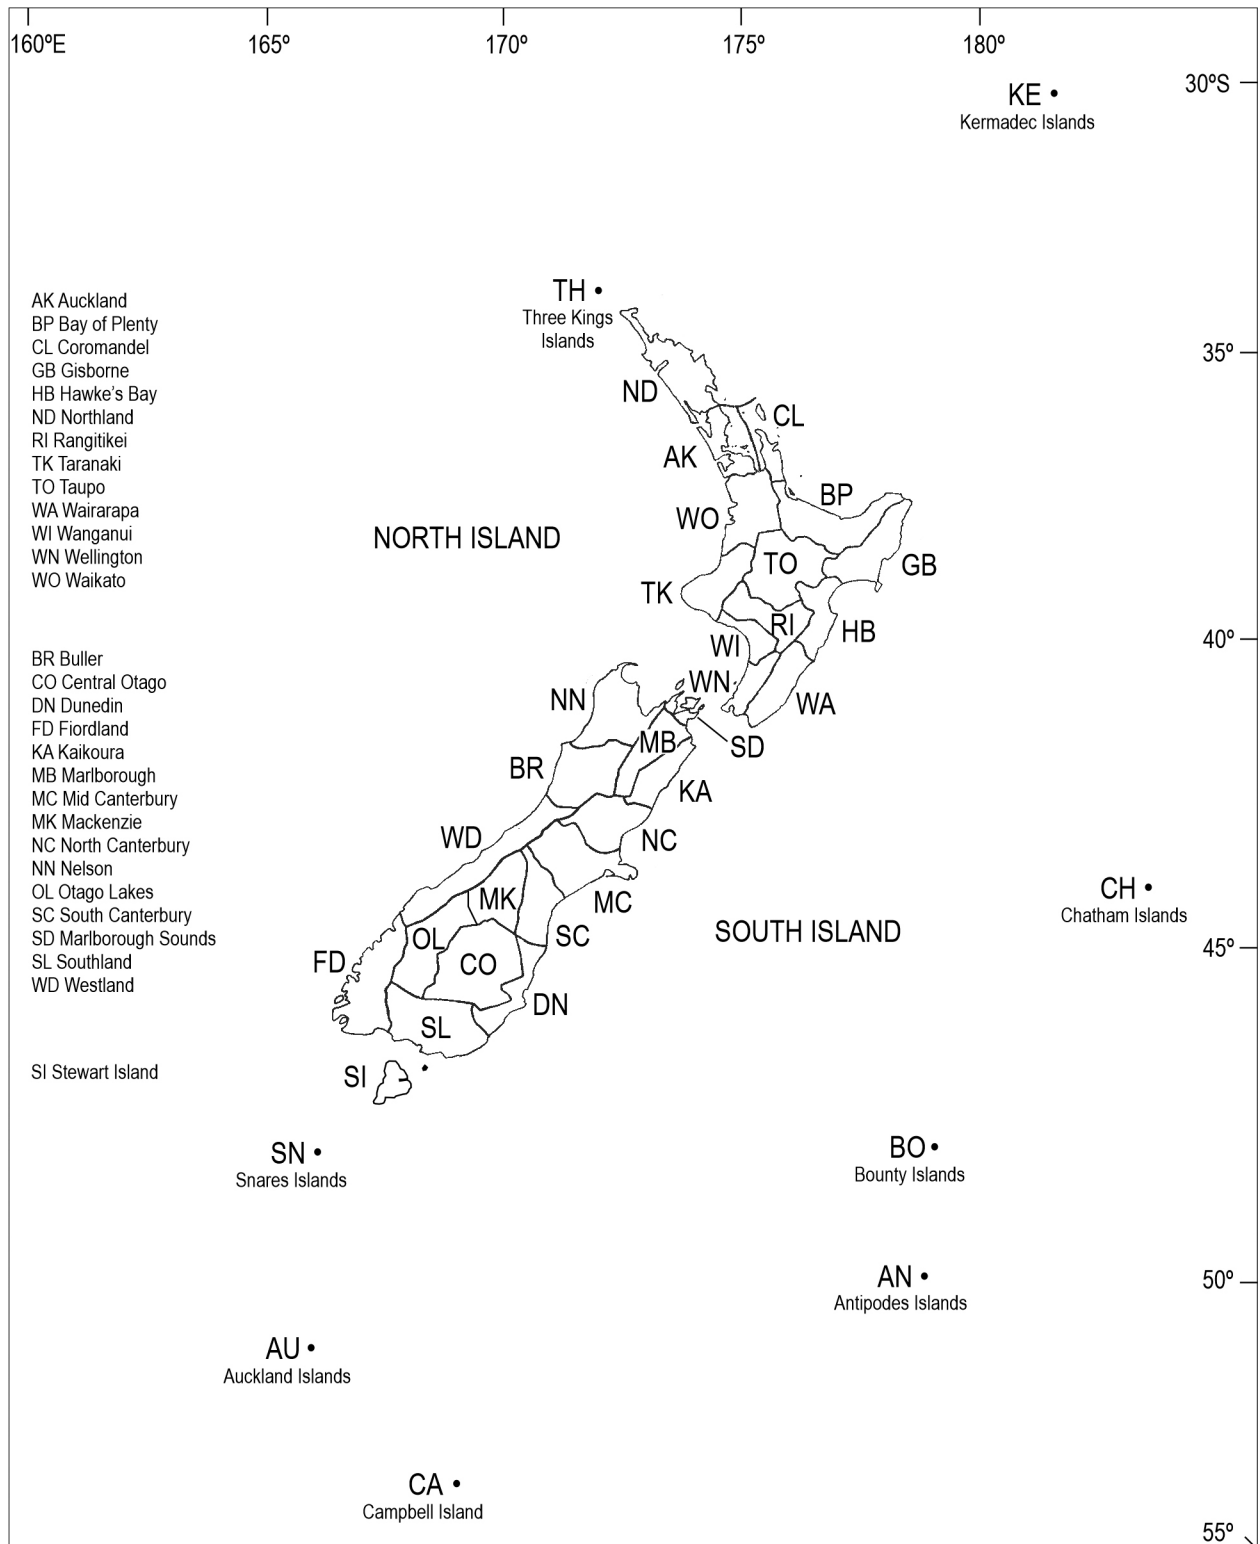 160ºE
165º
170º
175º
180º
30ºS
KE
Kermadec Islands
TH
Three Kings
Islands
AK Auckland
BP Bay of Plenty
CL Coromandel
GB Gisborne
HB Hawke’s Bay
ND Northland
RI Rangitikei
TK Taranaki
TO Taupo
WA Wairarapa
WI Wanganui
WN Wellington
WO Waikato
35º
ND
CL
AK
BP
WO
NORTH ISLAND
TO
GB
TK
RI
HB
WI
40º
BR Buller
CO Central Otago
DN Dunedin
FD Fiordland
KA Kaikoura
MB Marlborough
MC Mid Canterbury
MK Mackenzie
NC North Canterbury
NN Nelson
OL Otago Lakes
SC South Canterbury
SD Marlborough Sounds
SL Southland
WD Westland
WN
NN
WA
MB
SD
BR
KA
WD
NC
MK
MC
CH
Chatham Islands
SOUTH ISLAND
OL
SC
45º
FD
CO
DN
SL
SI Stewart Island
SI
SN
Snares Islands
BO
Bounty Islands
AN
Antipodes Islands
50º
AU
Auckland Islands
CA
Campbell Island
55º